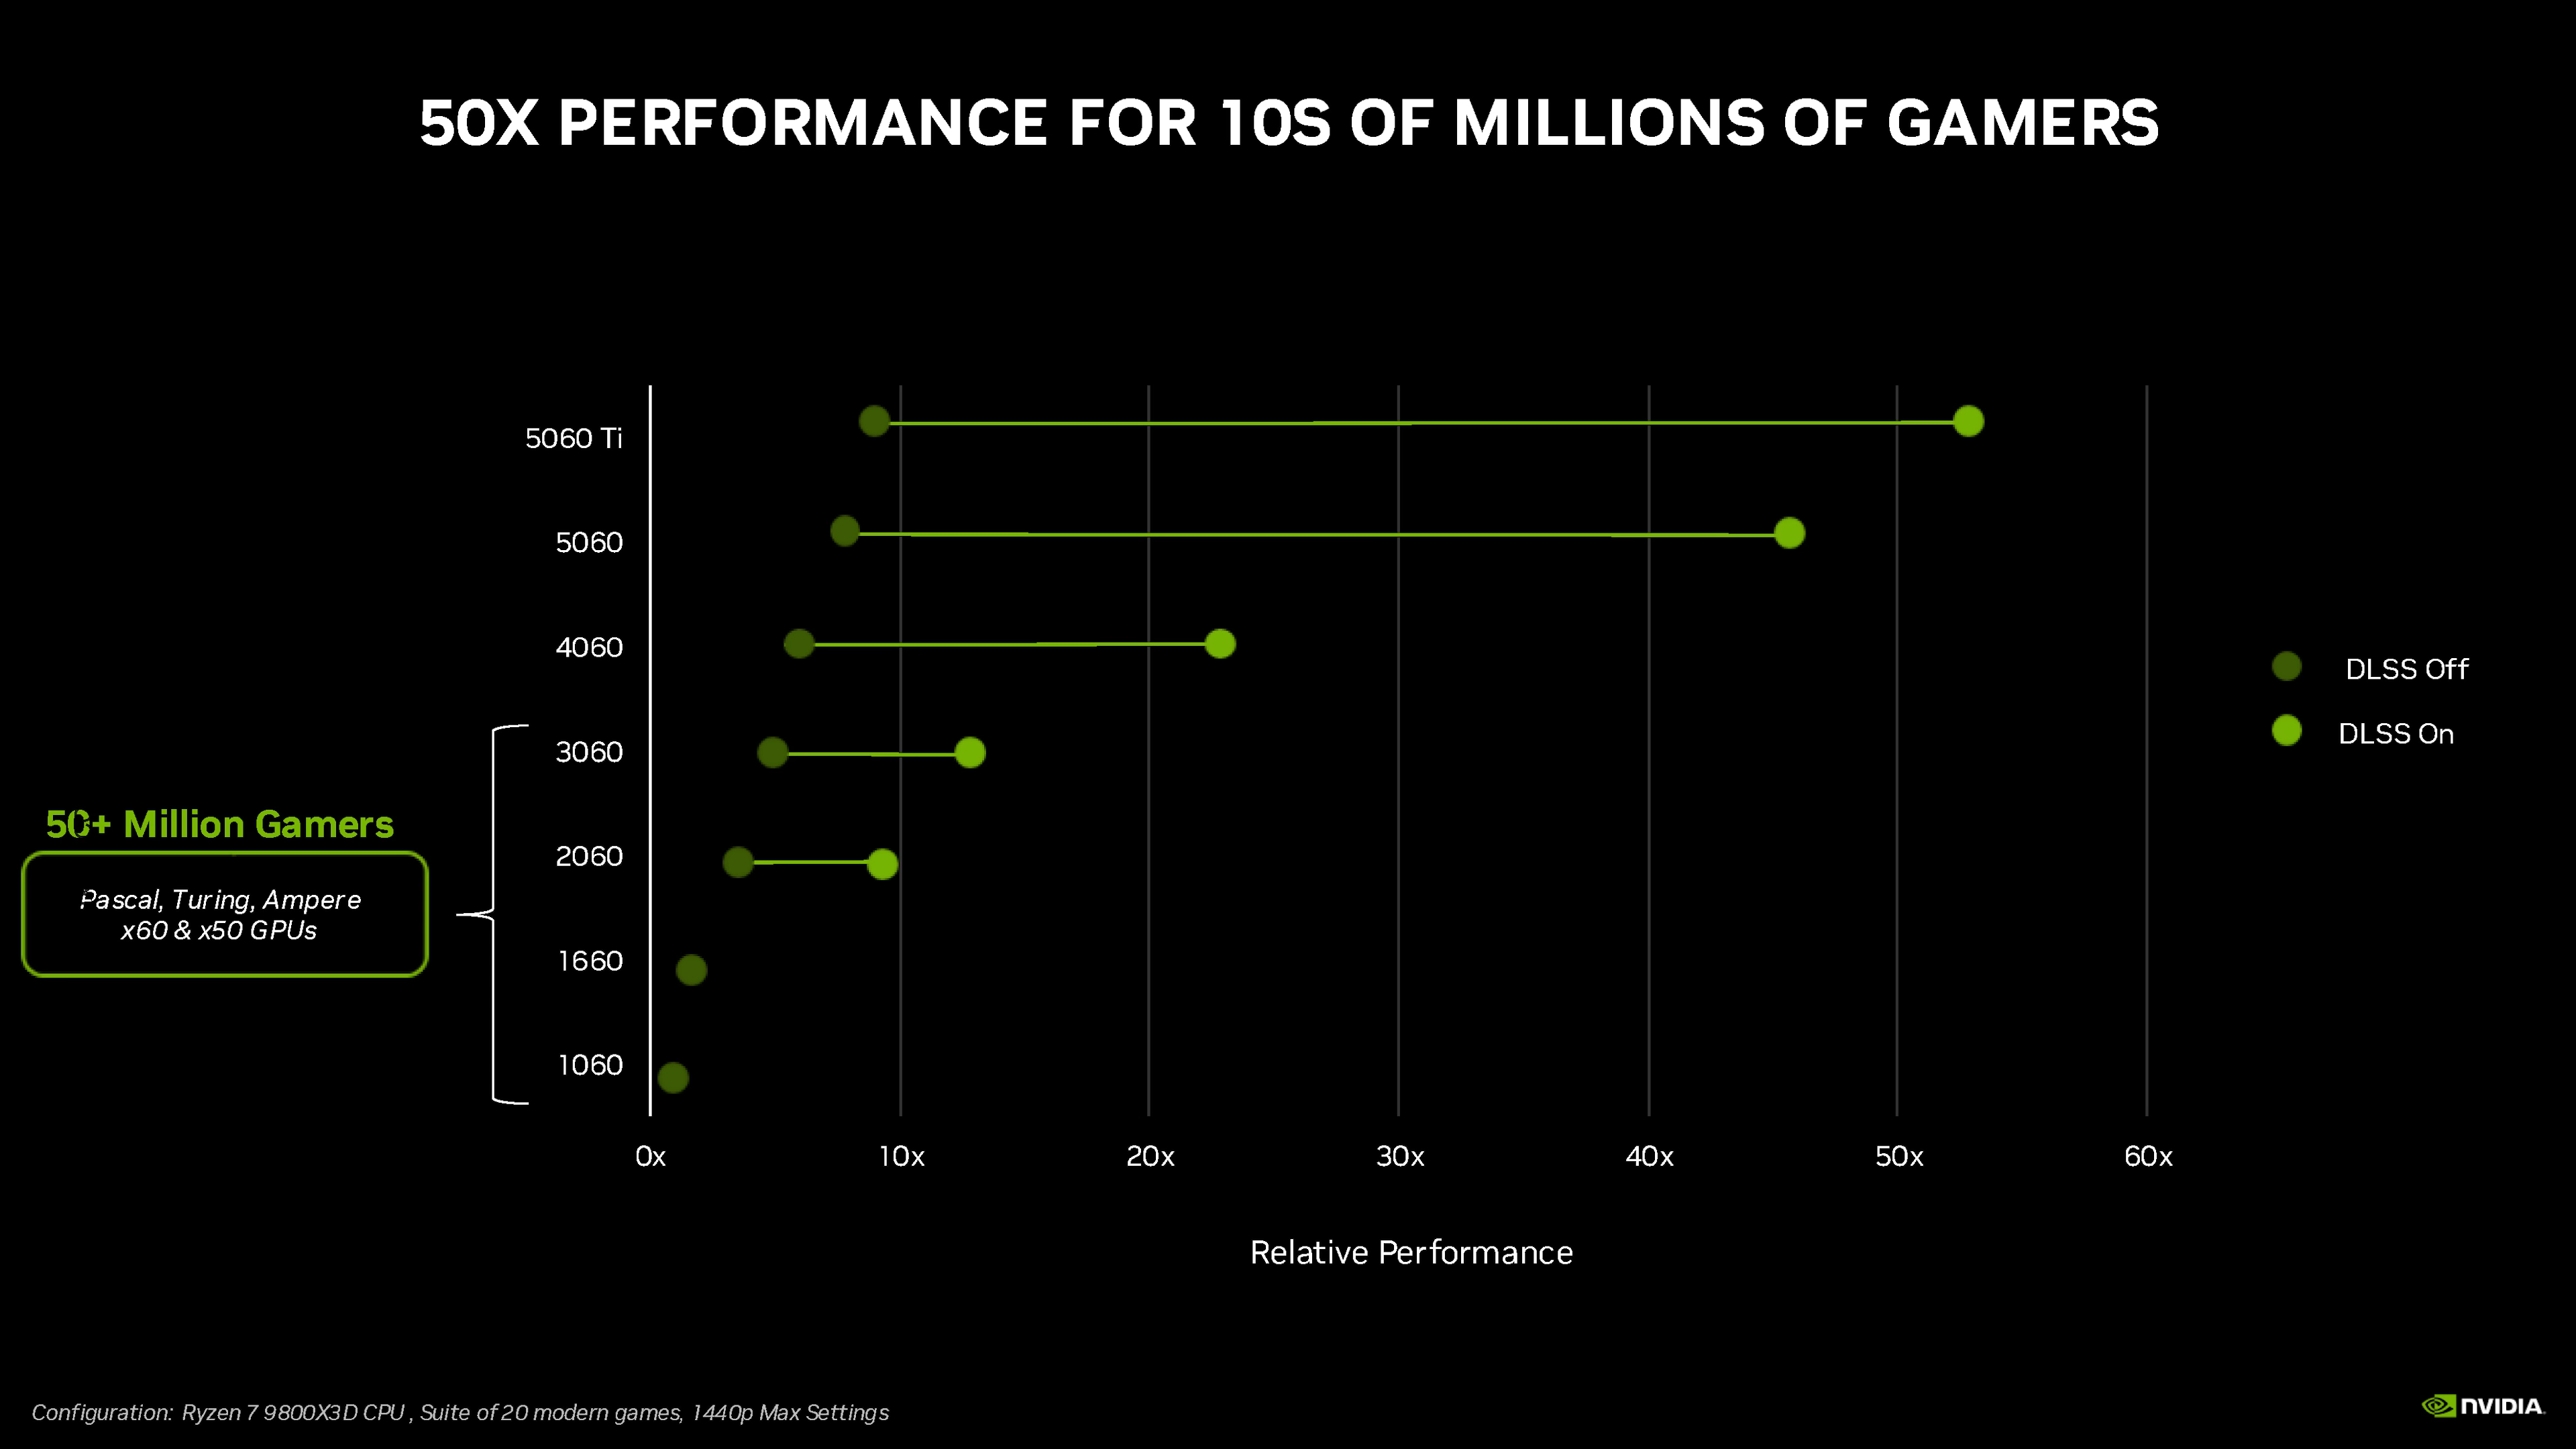 50X PERFORMANCE FOR 10S OF MILLIONS OF GAMERS
5060 Ti
5060
4060
3060
2060
1660
1060
50+ Million Gamers
Pascal, Turing, Ampere
x60 & x50 GPUs
DLSS Off
DLSS On
0x 10x 20x 30x 40x 50x 60x
Relative Performance
Configuration: Ryzen 7 9800X3D CPU , Suite of 20 modern games, 1440p Max Settings
NVIDIA